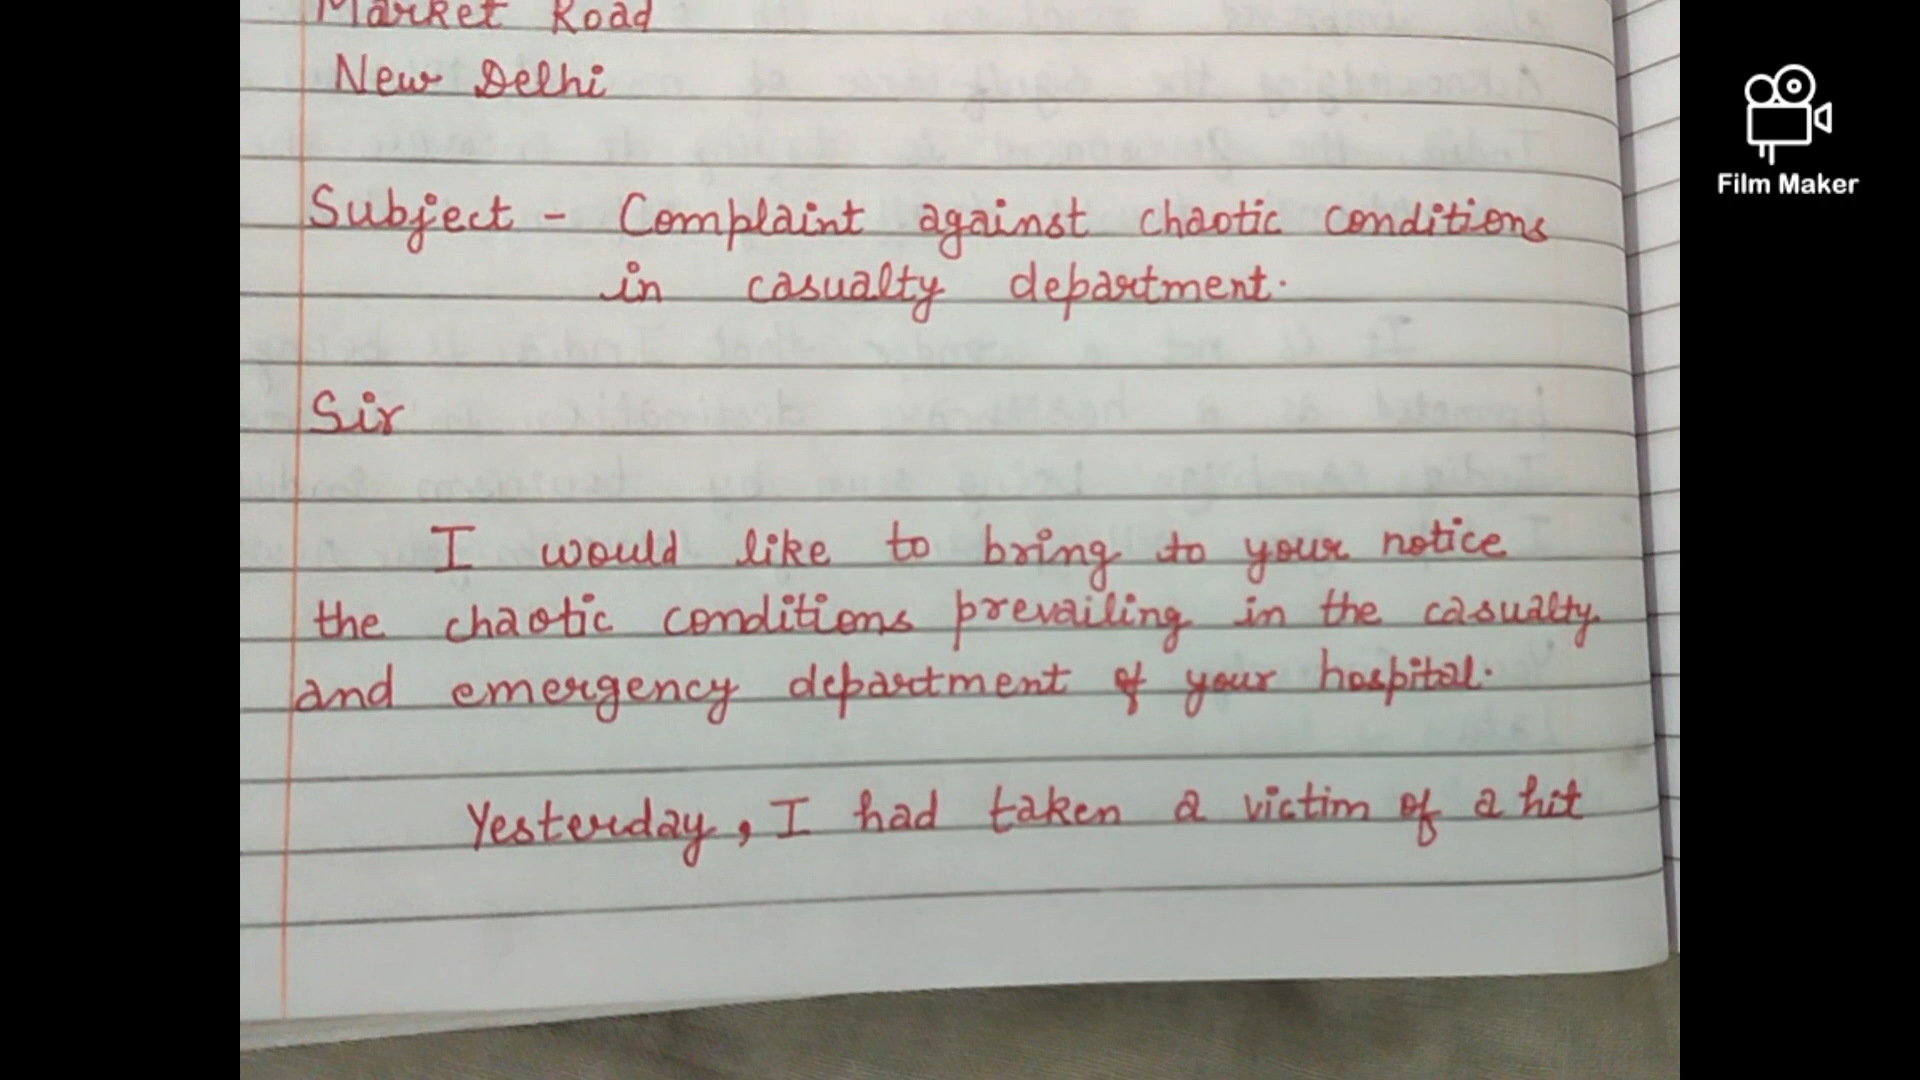 Market Road
New Delhi
Subject - Complaint against chaotic conditions
in casualty department.
Sir
I would like to bring to your notice
the chaotic conditions prevailing in the casualty
and emergency department of your hospital.
Yesterday, I had taken a victim of a hit
Film Maker